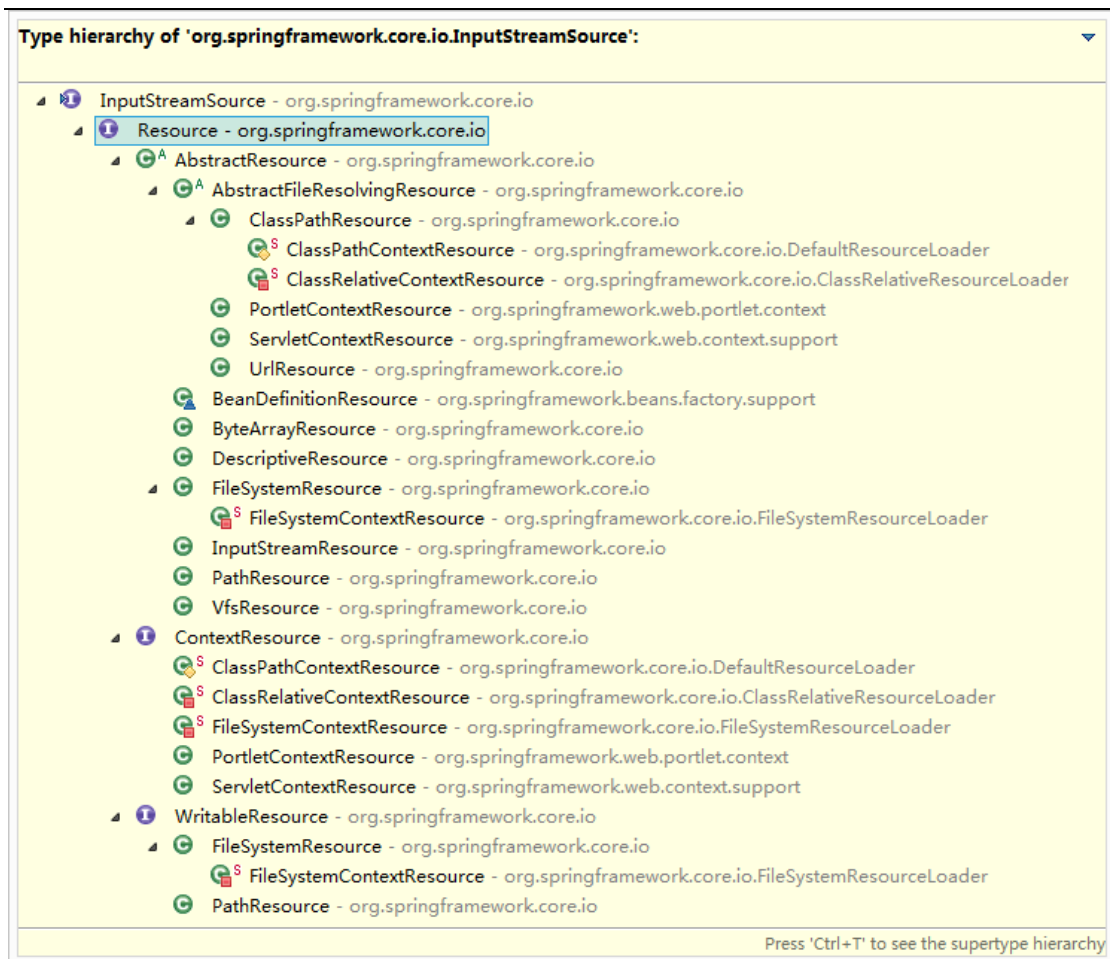 Type hierarchy of 'org.springframework.core.io.InputStreamSource':
InputStreamSource - org.springframework.core.io
Resource - org.springframework.core.io
AbstractResource - org.springframework.core.io
AbstractFileResolvingResource - org.springframework.core.io
ClassPathResource - org.springframework.core.io
ClassPathContextResource - org.springframework.core.io.DefaultResourceLoader
ClassRelativeContextResource - org.springframework.core.io.ClassRelativeResourceLoader
PortletContextResource - org.springframework.web.portlet.context
ServletContextResource - org.springframework.web.context.support
UrlResource - org.springframework.core.io
BeanDefinitionResource - org.springframework.beans.factory.support
ByteArrayResource - org.springframework.core.io
DescriptiveResource - org.springframework.core.io
FileSystemResource - org.springframework.core.io
FileSystemContextResource - org.springframework.core.io.FileSystemResourceLoader
InputStreamResource - org.springframework.core.io
PathResource - org.springframework.core.io
VfsResource - org.springframework.core.io
ContextResource - org.springframework.core.io
ClassPathContextResource - org.springframework.core.io.DefaultResourceLoader
ClassRelativeContextResource - org.springframework.core.io.ClassRelativeResourceLoader
FileSystemContextResource - org.springframework.core.io.FileSystemResourceLoader
PortletContextResource - org.springframework.web.portlet.context
ServletContextResource - org.springframework.web.context.support
WritableResource - org.springframework.core.io
FileSystemResource - org.springframework.core.io
FileSystemContextResource - org.springframework.core.io.FileSystemResourceLoader
PathResource - org.springframework.core.io
Press 'Ctrl+T' to see the supertype hierarchy